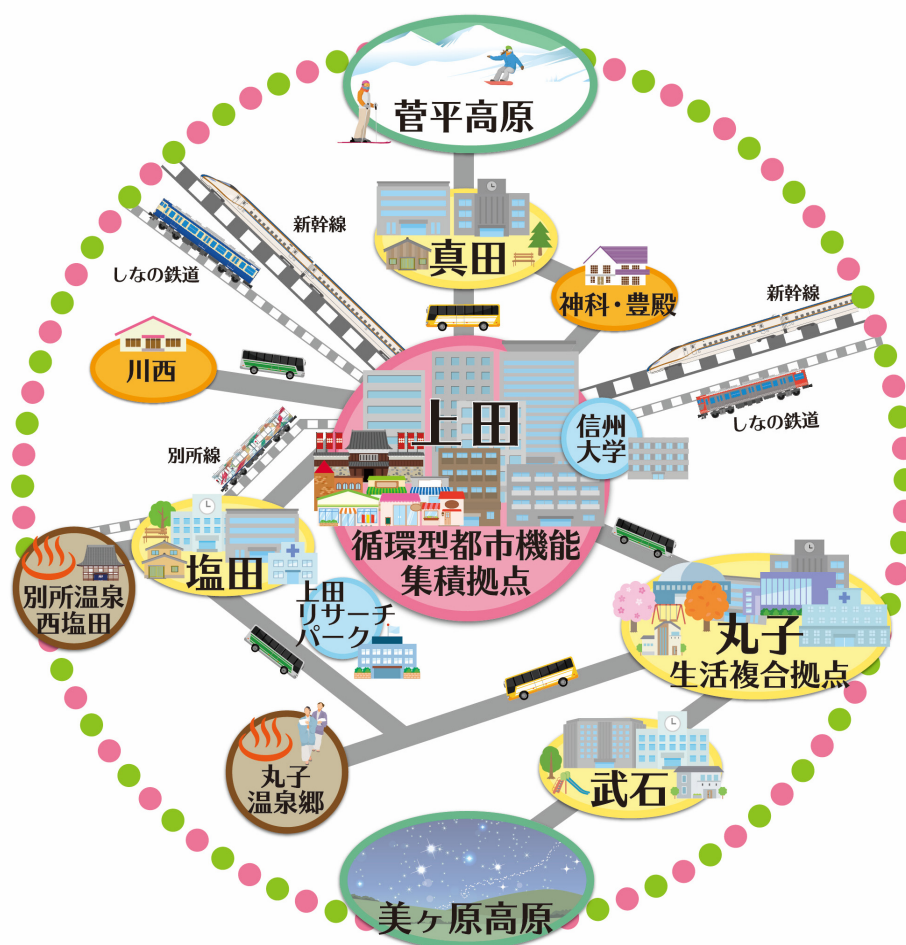 菅平高原
新幹線
真田
しなの鉄道
神科・豊殿
新幹線
川西
上田
信州
大学
しなの鉄道
別所線
循環型都市機能
集積拠点
塩田
別所温泉
西塩田
上田
リサーチ
パーク
丸子
生活複合拠点
丸子
温泉郷
武石
美ヶ原高原